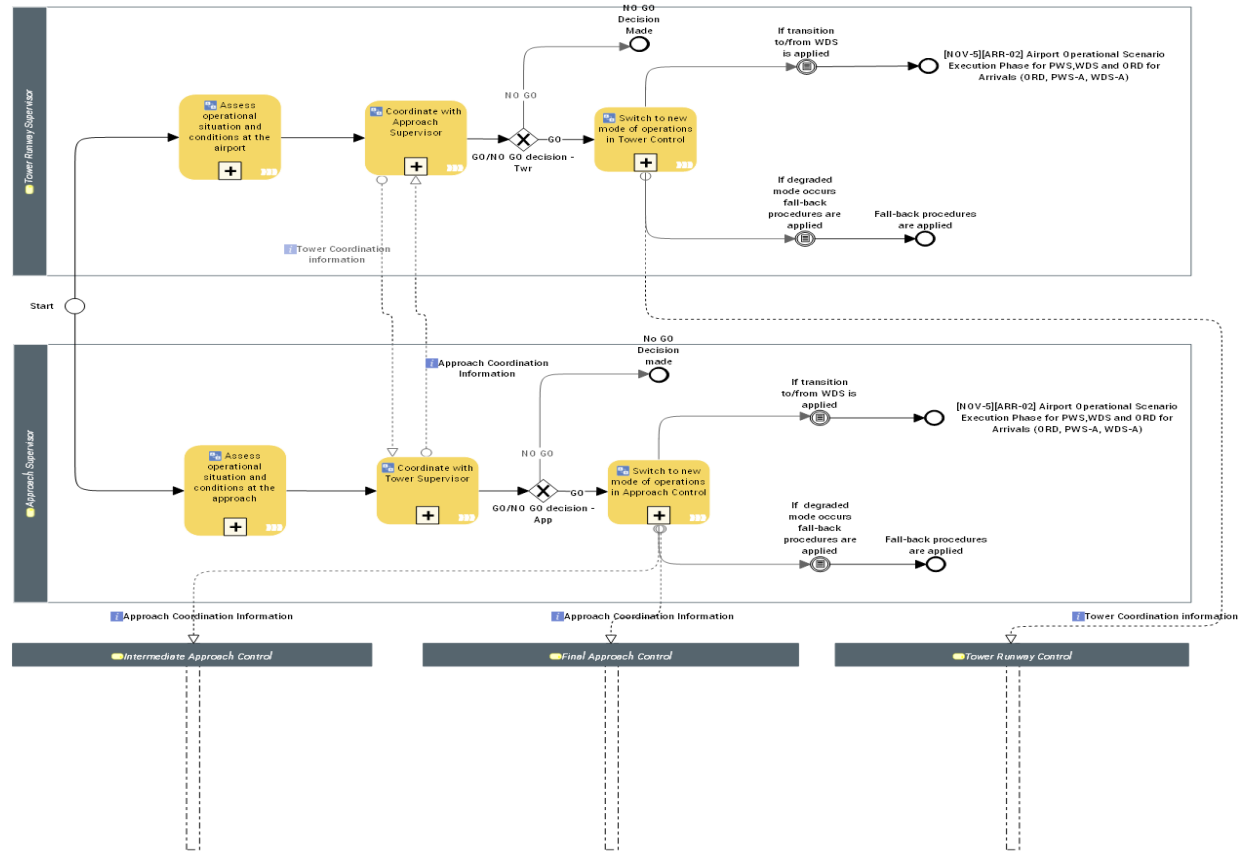 Tower Runway Supervisor
Assess
operational
situation and
conditions at the
airport
Coordinate with
Approach
Supervisor
NO GO
Decision
Made
NO GO
GO
GO/NO GO decision -
Twr
Switch to new
mode of operations
in Tower Control
If transition
to/from WDS
is applied
[NOV-5][ARR-02] Airport Operational Scenario
Execution Phase for PWS,WDS and ORD for
Arrivals (ORD, PWS-A, WDS-A)
If degraded
mode occurs
fall-back
procedures are
applied
Fall-back procedures
are applied
Tower Coordination
information
Start
Approach Supervisor
Approach Coordination
Information
Assess
operational
situation and
conditions at the
approach
Coordinate with
Tower Supervisor
No GO
Decision
made
NO GO
GO
GO/NO GO decision -
App
Switch to new
mode of operations
in Approach Control
If transition
to/from WDS is
applied
[NOV-5][ARR-02] Airport Operational Scenario
Execution Phase for PWS,WDS and ORD for
Arrivals (ORD, PWS-A, WDS-A)
If degraded
mode occurs
fall-back
procedures are
applied
Fall-back procedures
are applied
Approach Coordination Information
Approach Coordination Information
Tower Coordination information
Intermediate Approach Control
Final Approach Control
Tower Runway Control